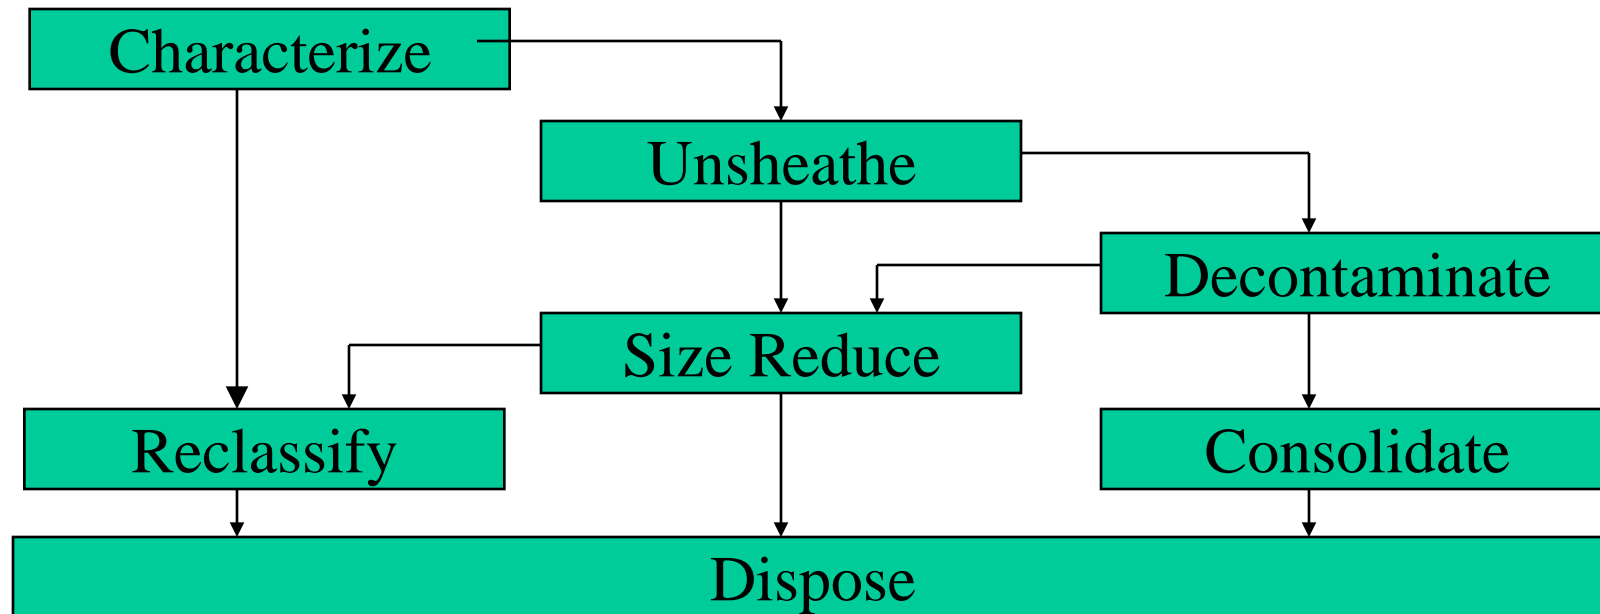 Characterize
Unsheathe
Decontaminate
Size Reduce
Reclassify
Consolidate
Dispose